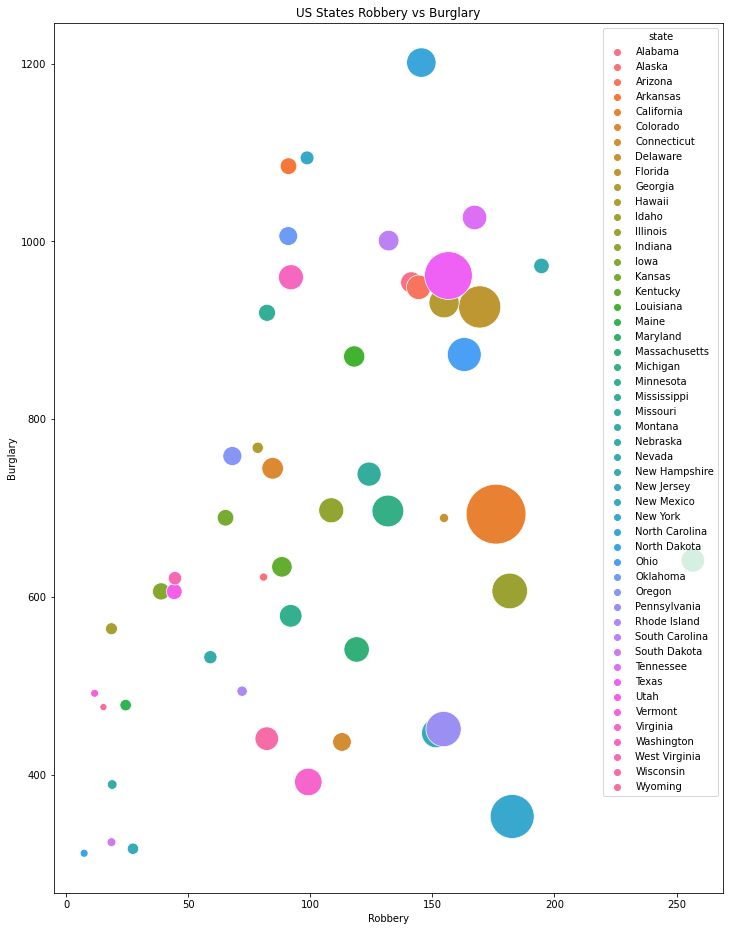 US States Robbery vs Burglary
state
Alabama
Alaska
Arizona
Arkansas
California
Colorado
Connecticut
Delaware
Florida
Georgia
Hawaii
Idaho
Illinois
Indiana
Iowa
Kansas
Kentucky
Louisiana
Maine
Maryland
Massachusetts
Michigan
Minnesota
Mississippi
Missouri
Montana
Nebraska
Nevada
New Hampshire
New Jersey
New Mexico
New York
North Carolina
North Dakota
Ohio
Oklahoma
Oregon
Pennsylvania
Rhode Island
South Carolina
South Dakota
Tennessee
Texas
Utah
Vermont
Virginia
Washington
West Virginia
Wisconsin
Wyoming
1200
1000
800
600
400
Burglary
0 50 100 150 200 250
Robbery